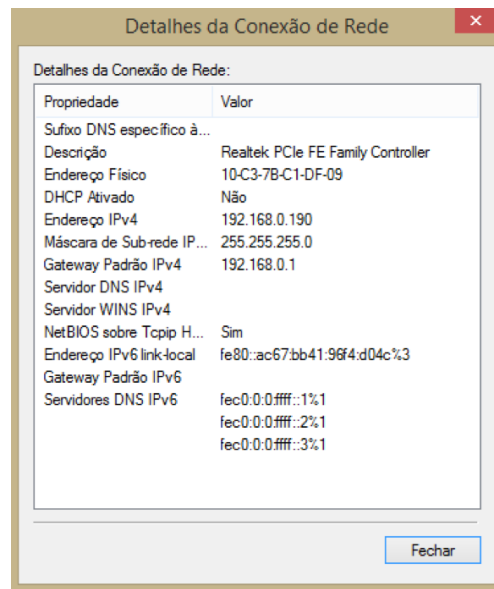 Detalhes da Conexão de Rede
Detalhes da Conexão de Rede:
Propriedade Valor
Sufixo DNS específico à...
Descrição Realtek PCIe FE Family Controller
Endereço Físico 10-C3-7B-C1-DF-09
DHCP Ativado Não
Endereço IPv4 192.168.0.190
Máscara de Sub-rede IP... 255.255.255.0
Gateway Padrão IPv4 192.168.0.1
Servidor DNS IPv4
Servidor WINS IPv4
NetBIOS sobre Tcpip H... Sim
Endereço IPv6 link-local fe80::ac67:bb41:96f4:d04c%3
Gateway Padrão IPv6
Servidores DNS IPv6 fec0:0:0:ffff::1%1
fec0:0:0:ffff::2%1
fec0:0:0:ffff::3%1
Fechar